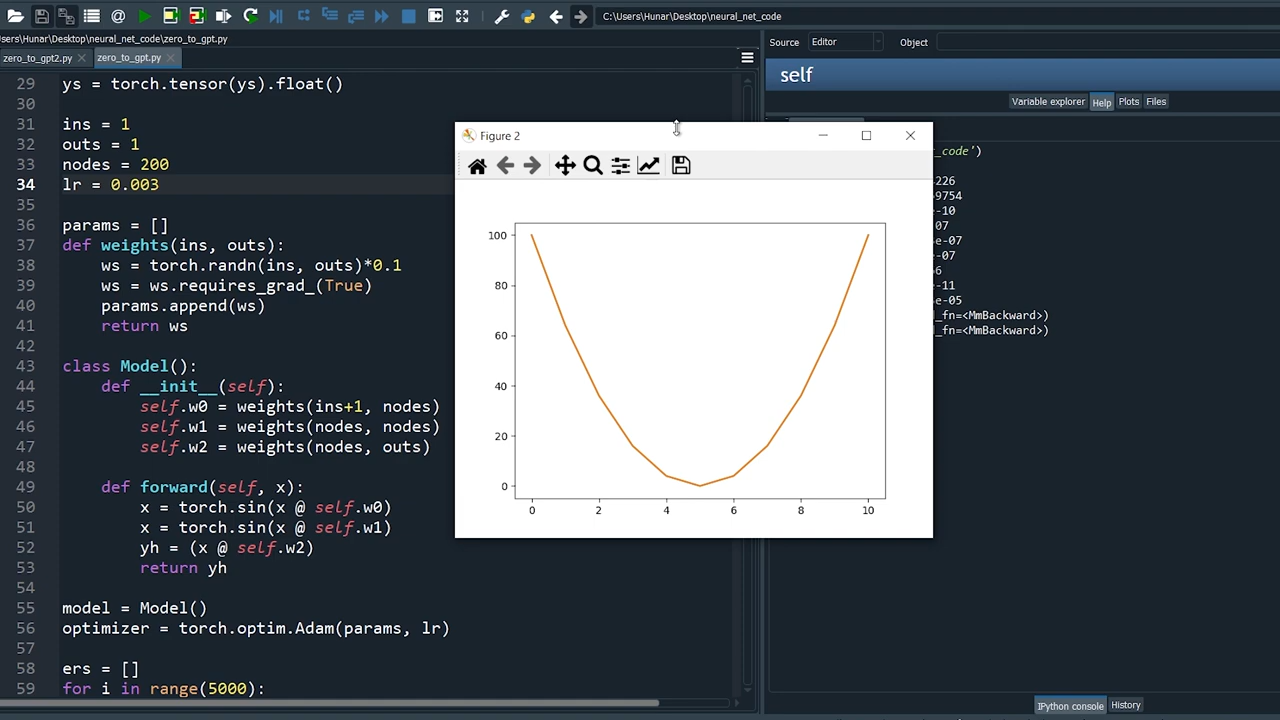 C:\Users\Hunar\Desktop\neural_net_code
sers\Hunar\Desktop\neural_net_code\zero_to_gpt.py
Source Editor Object
zero_to_gpt2.py zero_to_gpt.py
self
Variable explorer Help Plots Files
29 ys = torch.tensor(ys).float()
30
31 ins = 1
32 outs = 1
33 nodes = 200
34 lr = 0.003
35
36 params = []
37 def weights(ins, outs):
38 ws = torch.randn(ins, outs)*0.1
39 ws = ws.requires_grad_(True)
40 params.append(ws)
41 return ws
42
43 class Model():
44 def __init__(self):
45 self.w0 = weights(ins+1, nodes)
46 self.w1 = weights(nodes, nodes)
47 self.w2 = weights(nodes, outs)
48
49 def forward(self, x):
50 x = torch.sin(x @ self.w0)
51 x = torch.sin(x @ self.w1)
52 yh = (x @ self.w2)
53 return yh
54
55 model = Model()
56 optimizer = torch.optim.Adam(params, lr)
57
58 ers = []
59 for i in range(5000):
Figure 2
100
80
60
40
20
0
0 2 4 6 8 10
_code')
226
9754
-10
07
e-07
-07
6
-11
e-05
_fn=<MmBackward>)
_fn=<MmBackward>)
IPython console History